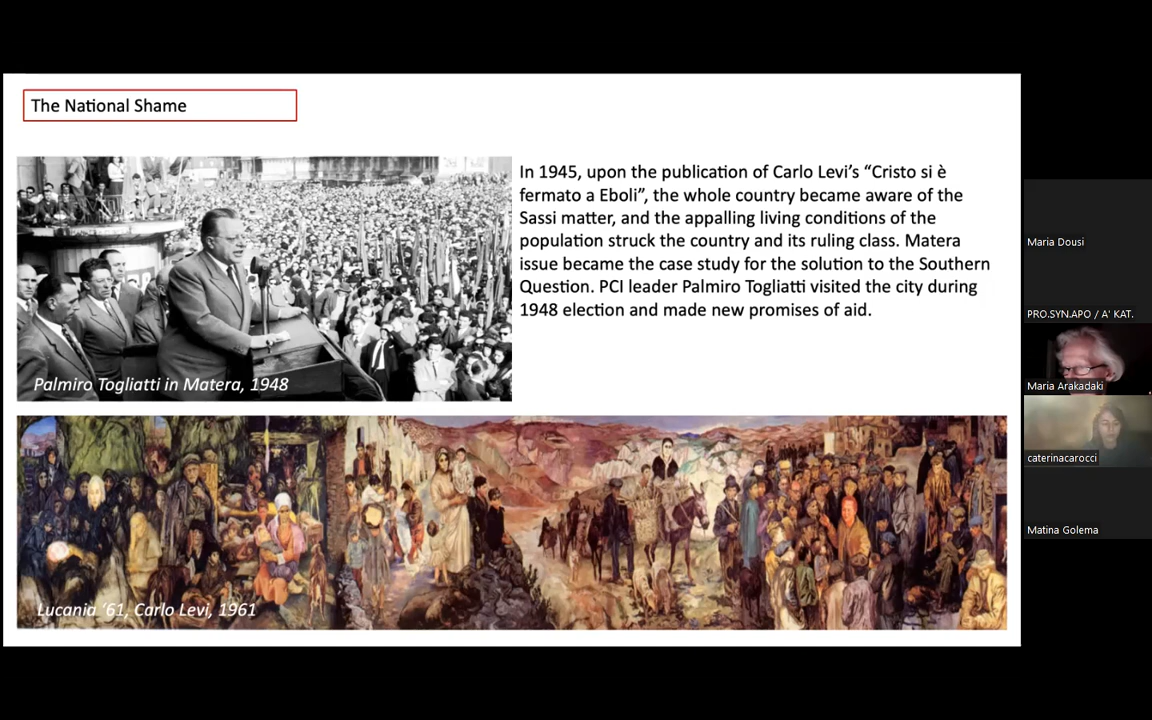 The National Shame
In 1945, upon the publication of Carlo Levi’s “Cristo si è
fermato a Eboli”, the whole country became aware of the
Sassi matter, and the appalling living conditions of the
population struck the country and its ruling class. Matera
issue became the case study for the solution to the Southern
Question. PCI leader Palmiro Togliatti visited the city during
1948 election and made new promises of aid.
Palmiro Togliatti in Matera, 1948
Lucania ‘61, Carlo Levi, 1961
Maria Dousi
PRO.SYN.APO / A' KAT.
Maria Arakadaki
caterinacarocci
Matina Golema